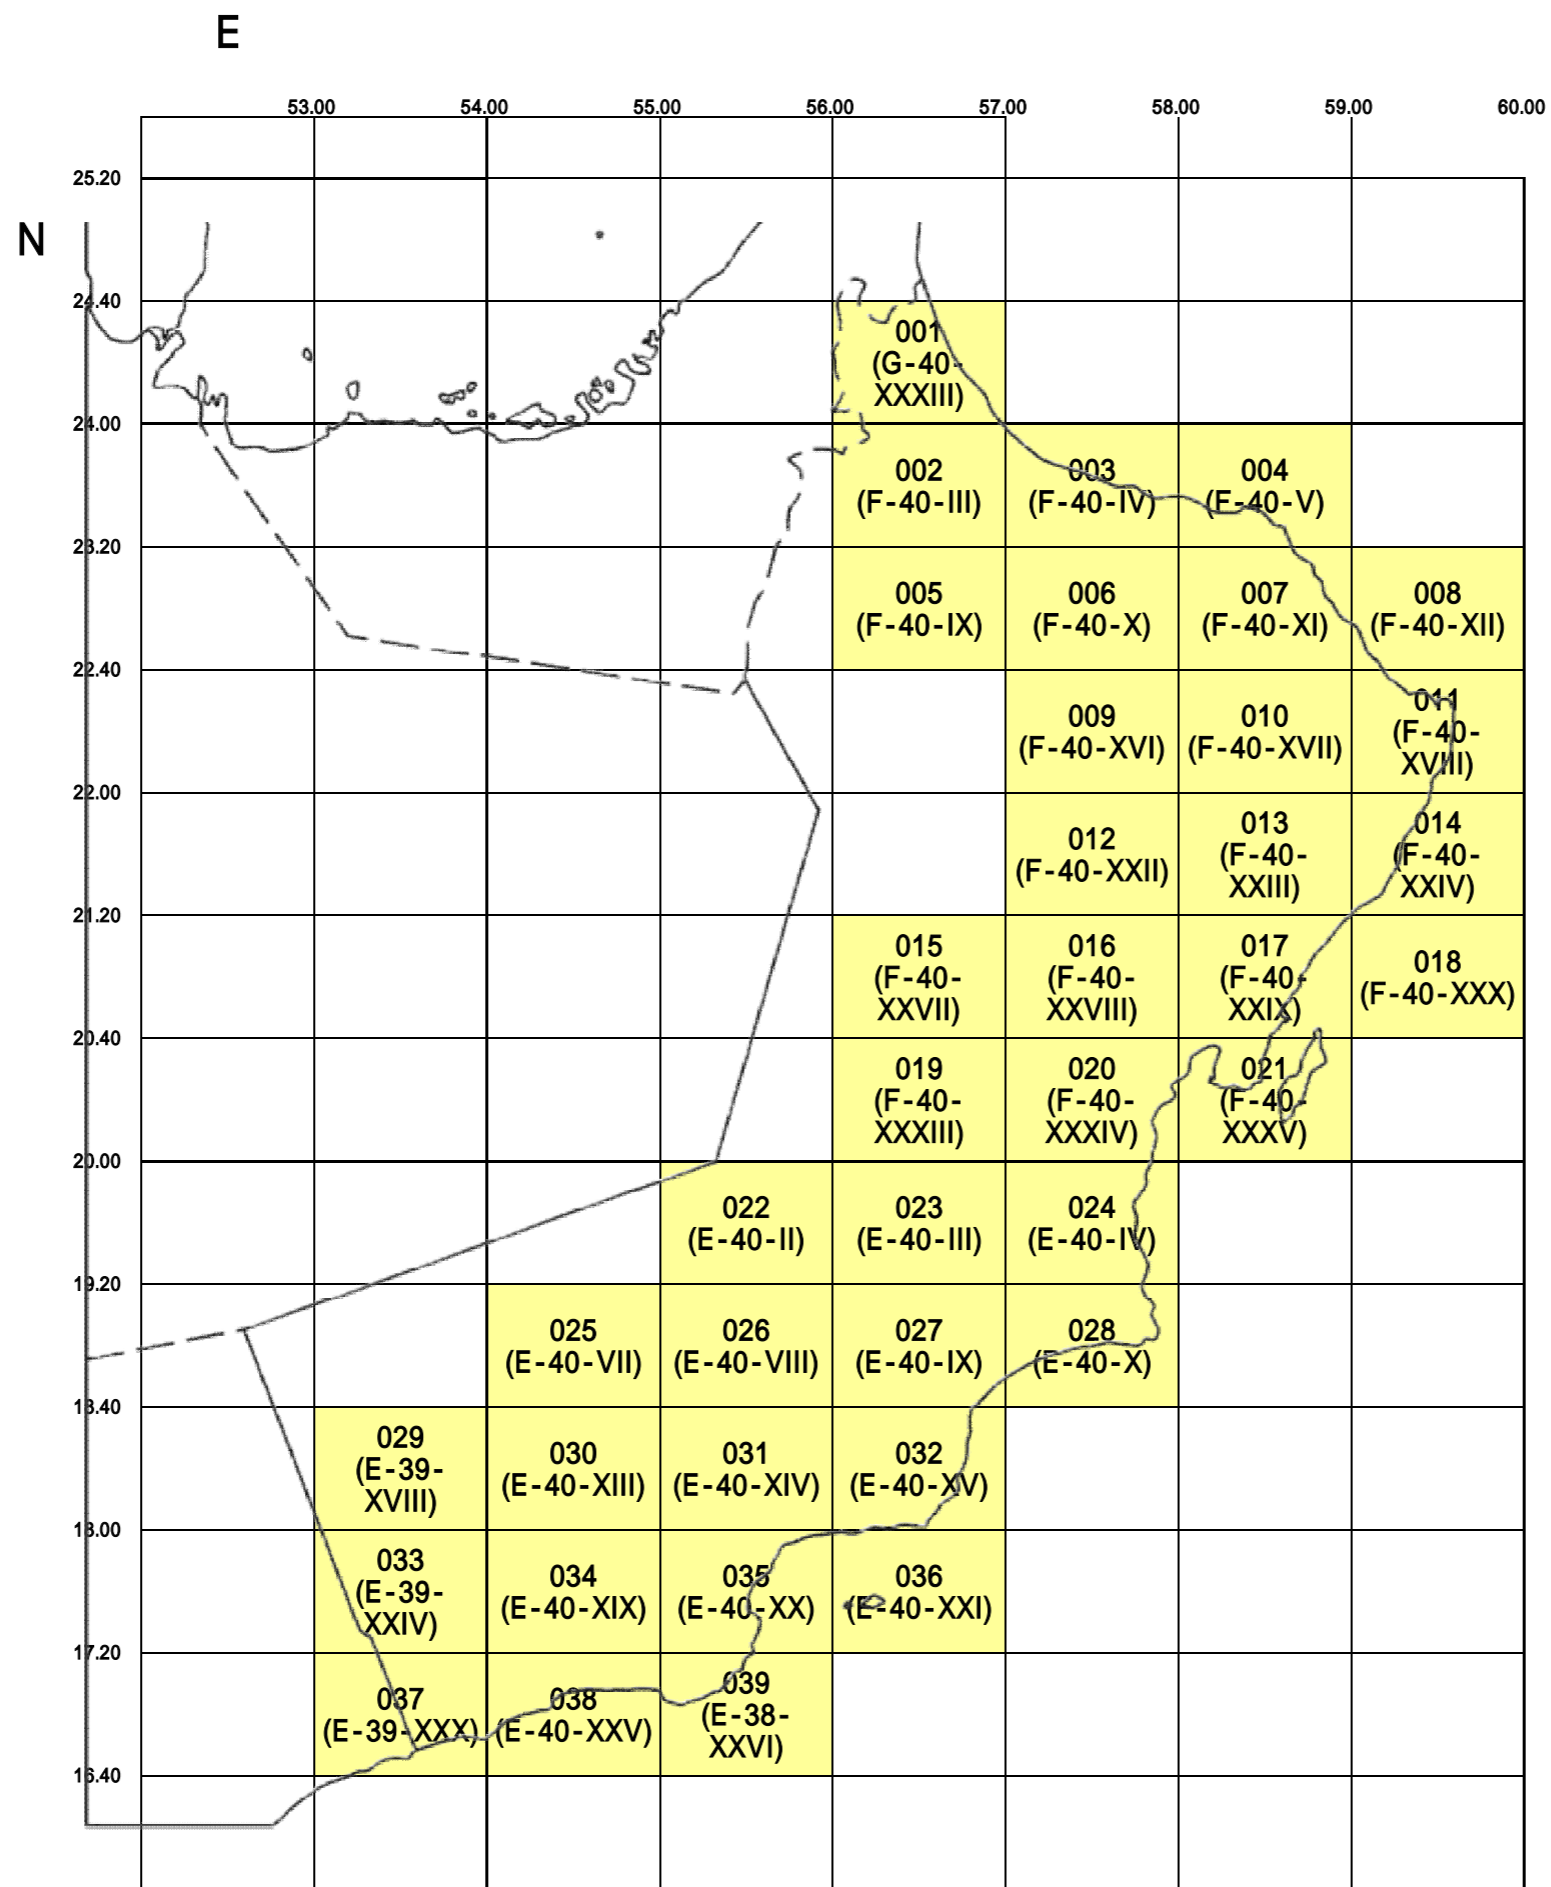 E
53.00 54.00 55.00 56.00 57.00 58.00 59.00 60.00
25.20
N
24.40
001
(G-40-
XXXIII)
24.00
002 003 004
(F-40-III) (F-40-IV) (F-40-V)
23.20
005 006 007 008
(F-40-IX) (F-40-X) (F-40-XI) (F-40-XII)
22.40
009 010 011
(F-40-XVI) (F-40-XVII) (F-40-
XVIII)
22.00
012 013 014
(F-40-XXII) (F-40- (F-40-
XXIII) XXIV)
21.20
015 016 017 018
(F-40- (F-40- (F-40- (F-40-XXX)
XXVII) XXVIII) XXIX)
20.40
019 020 021
(F-40- (F-40- (F-40-
XXXIII) XXXIV) XXXV)
20.00
022 023 024
(E-40-II) (E-40-III) (E-40-IV)
19.20
025 026 027 028
(E-40-VII) (E-40-VIII) (E-40-IX) (E-40-X)
18.40
029 030 031 032
(E-39- (E-40-XIII) (E-40-XIV) (E-40-XV)
XVIII)
18.00
033 034 035 036
(E-39- (E-40-XIX) (E-40-XX) (E-40-XXI)
XXIV)
17.20
037 038 039
(E-39-XXX) (E-40-XXV) (E-38-
XXVI)
16.40